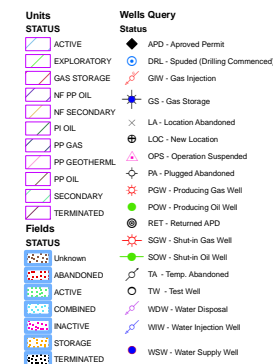 Units
STATUS
ACTIVE
EXPLORATORY
GAS STORAGE
NF PP OIL
NF SECONDARY
PI OIL
PP GAS
PP GEOTHERML
PP OIL
SECONDARY
TERMINATED
Fields
STATUS
Unknown
ABANDONED
ACTIVE
COMBINED
INACTIVE
STORAGE
TERMINATED
Wells Query
Status
APD - Aproved Permit
DRL - Spuded (Drilling Commenced)
GIW - Gas Injection
GS - Gas Storage
LA - Location Abandoned
LOC - New Location
OPS - Operation Suspended
PA - Plugged Abandoned
PGW - Producing Gas Well
POW - Producing Oil Well
RET - Returned APD
SGW - Shut-in Gas Well
SOW - Shut-in Oil Well
TA - Temp. Abandoned
TW - Test Well
WDW - Water Disposal
WIW - Water Injection Well
WSW - Water Supply Well